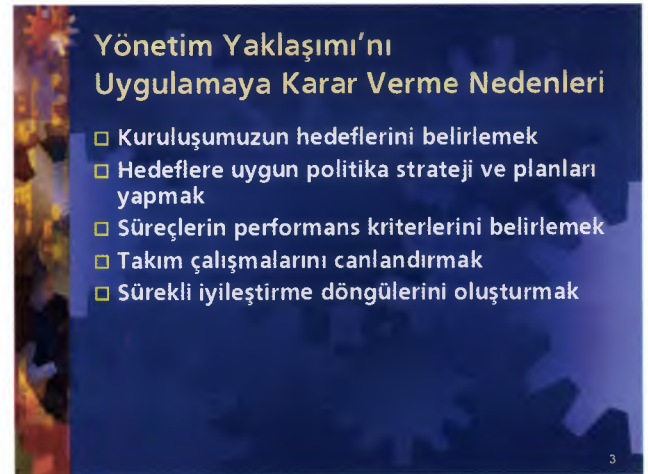 Yönetim Yaklaşımı'nı
Uygulamaya Karar Verme Nedenleri
Kuruluşumuzun hedeflerini belirlemek
Hedeflere uygun politika strateji ve planları
yapmak
Süreçlerin performans kriterlerini belirlemek
Takım çalışmalarını canlandırmak
Sürekli iyileştirme döngülerini oluşturmak
3